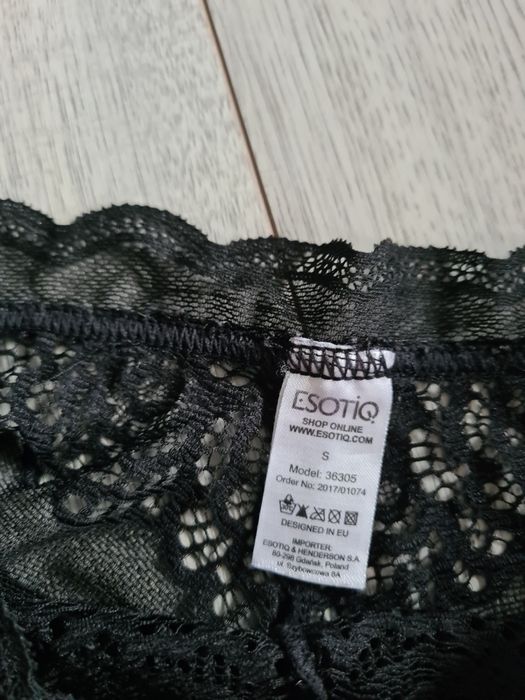 ESOTIQ
SHOP ONLINE
WWW.ESOTIQ.COM
S
Model: 36305
Order No: 2017/01074
DESIGNED IN EU
IMPORTER:
ESOTIQ & HENDERSON S.A.
80-298 Gdańsk, Poland
ul. Szybowcowa 8A